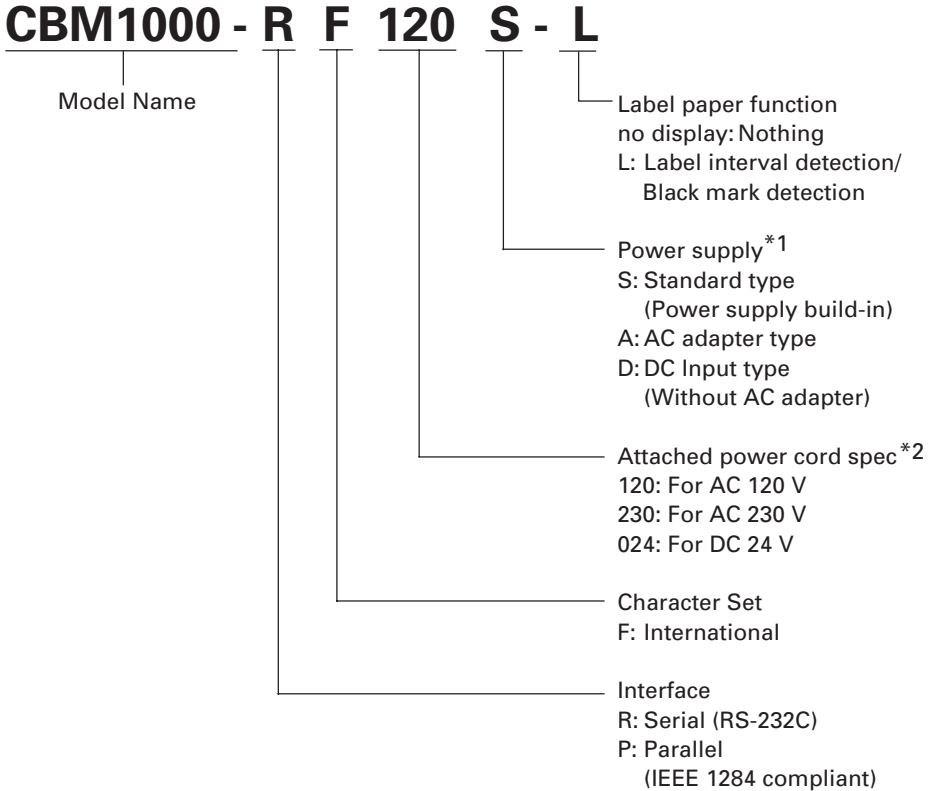 CBM1000 - R F 120 S - L
Model Name
Label paper function
no display: Nothing
L: Label interval detection/
Black mark detection
Power supply*1
S: Standard type
(Power supply build-in)
A: AC adapter type
D: DC Input type
(Without AC adapter)
Attached power cord spec*2
120: For AC 120 V
230: For AC 230 V
024: For DC 24 V
Character Set
F: International
Interface
R: Serial (RS-232C)
P: Parallel
(IEEE 1284 compliant)